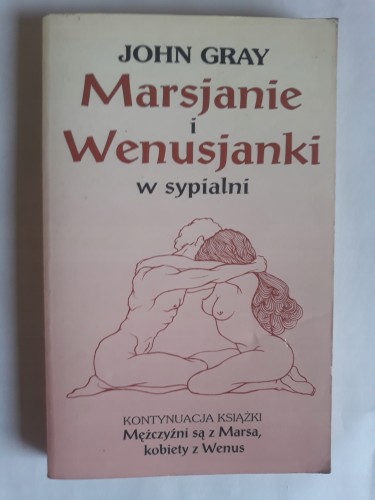 JOHN GRAY
Marsjanie
i
Wenusjanki
w sypialni
KONTYNUACJA KSIĄŻKI
Mężczyźni są z Marsa,
kobiety z Wenus